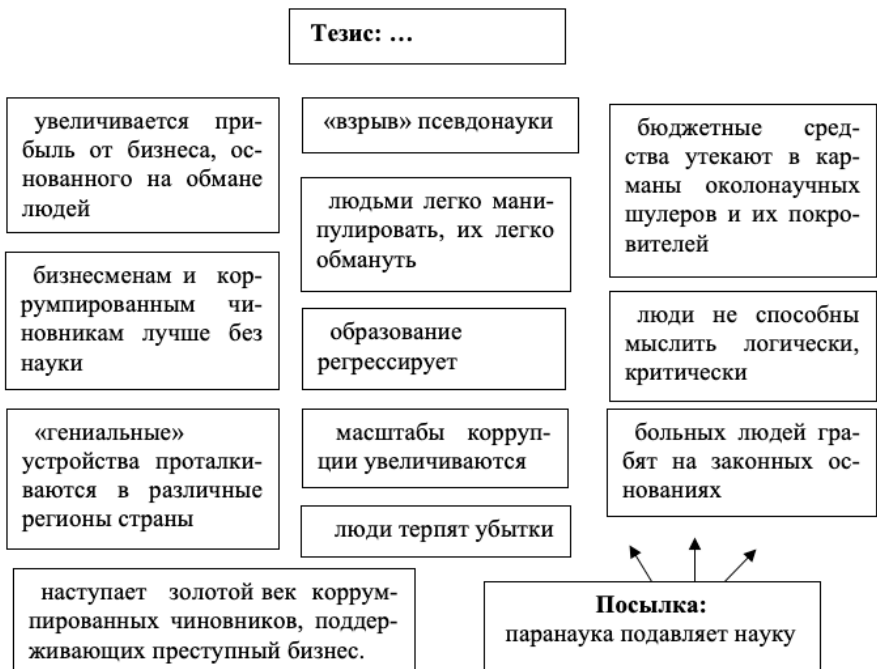 Тезис: …
увеличивается при-
быль от бизнеса, ос-
нованного на обмане
людей
бизнесменам и кор-
румпированным чи-
новникам лучше без
науки
«гениальные»
устройства проталки-
ваются в различные
регионы страны
«взрыв» псевдонауки
людьми легко мани-
пулировать, их легко
обмануть
образование
регрессирует
масштабы корруп-
ции увеличиваются
люди терпят убытки
бюджетные сред-
ства утекают в кар-
маны околонаучных
шулеров и их покро-
вителей
люди не способны
мыслить логически,
критически
больных людей гра-
бят на законных ос-
нованиях
наступает золотой век корруm-
пированных чиновников, поддер-
живающих преступный бизнес.
Посылка:
паранаука подавляет науку